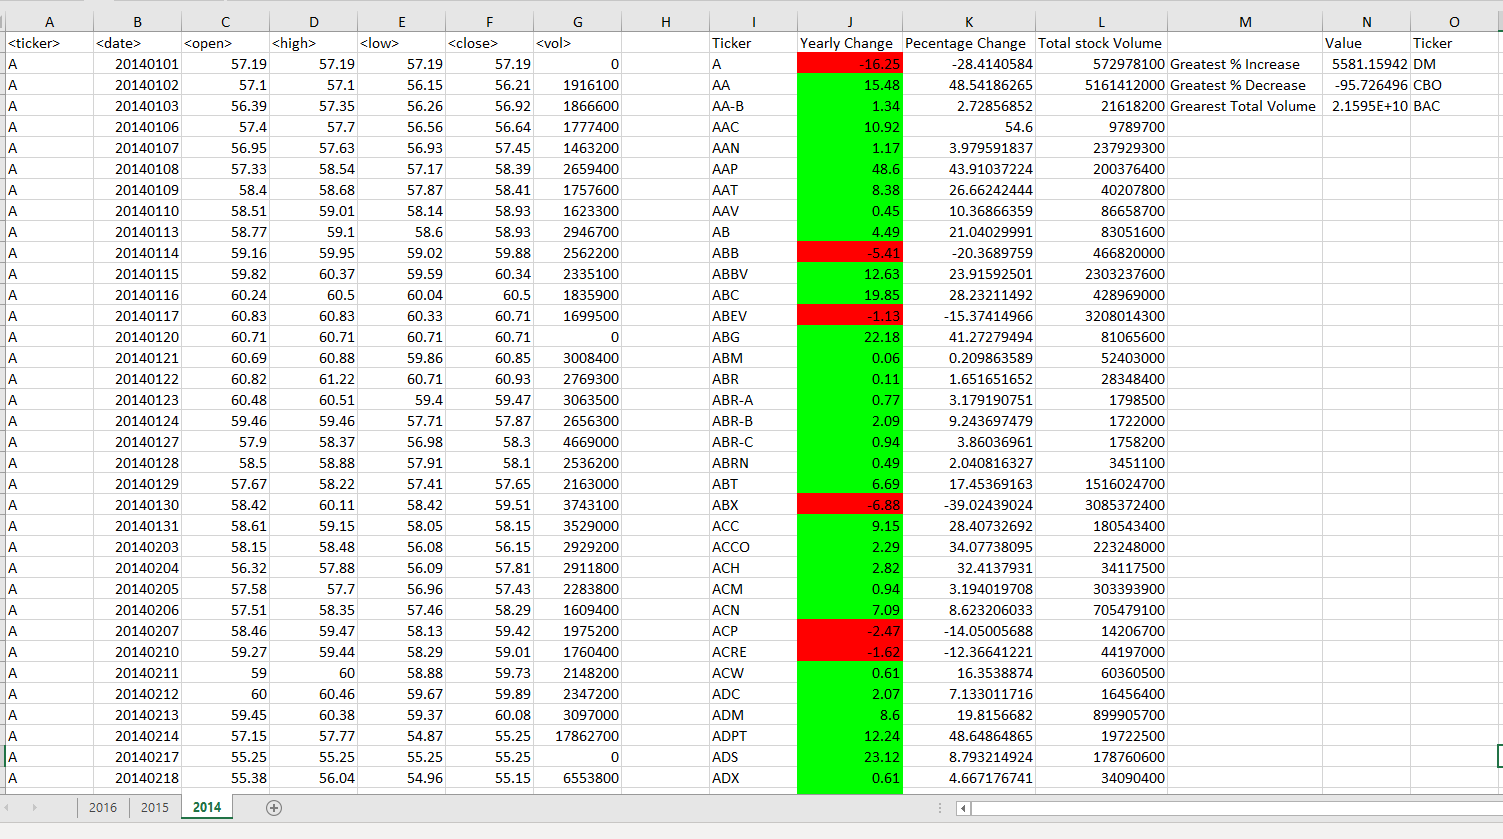 A B C D E F G H I J K L M N O
<ticker> <date> <open> <high> <low> <close> <vol> Ticker Yearly Change Pecentage Change Total stock Volume Value Ticker
A 20140101 57.19 57.19 57.19 57.19 0 A -16.25 -28.4140584 572978100 Greatest % Increase 5581.15942 DM
A 20140102 57.1 57.1 56.15 56.21 1916100 AA 15.48 48.54186265 5161412000 Greatest % Decrease -95.726496 CBO
A 20140103 56.39 57.35 56.26 56.92 1866600 AA-B 1.34 2.72856852 21618200 Grearest Total Volume 2.1595E+10 BAC
A 20140106 57.4 57.7 56.56 56.64 1777400 AAC 10.92 54.6 9789700
A 20140107 56.95 57.63 56.93 57.45 1463200 AAN 1.17 3.979591837 237929300
A 20140108 57.33 58.54 57.17 58.39 2659400 AAP 48.6 43.91037224 200376400
A 20140109 58.4 58.68 57.87 58.41 1757600 AAT 8.38 26.66242444 40207800
A 20140110 58.51 59.01 58.14 58.93 1623300 AAV 0.45 10.36866359 86658700
A 20140113 58.77 59.1 58.6 58.93 2946700 AB 4.49 21.04029991 83051600
A 20140114 59.16 59.95 59.02 59.88 2562200 ABB -5.41 -20.3689759 466820000
A 20140115 59.82 60.37 59.59 60.34 2335100 ABBV 12.63 23.91592501 2303237600
A 20140116 60.24 60.5 60.04 60.5 1835900 ABC 19.85 28.23211492 428969000
A 20140117 60.83 60.83 60.33 60.71 1699500 ABEV -1.13 -15.37414966 3208014300
A 20140120 60.71 60.71 60.71 60.71 0 ABG 22.18 41.27279494 81065600
A 20140121 60.69 60.88 59.86 60.85 3008400 ABM 0.06 0.209863589 52403000
A 20140122 60.82 61.22 60.71 60.93 2769300 ABR 0.11 1.651651652 28348400
A 20140123 60.48 60.51 59.4 59.47 3063500 ABR-A 0.77 3.179190751 1798500
A 20140124 59.46 59.46 57.71 57.87 2656300 ABR-B 2.09 9.243697479 1722000
A 20140127 57.9 58.37 56.98 58.3 4669000 ABR-C 0.94 3.86036961 1758200
A 20140128 58.5 58.88 57.91 58.1 2536200 ABRN 0.49 2.040816327 3451100
A 20140129 57.67 58.22 57.41 57.65 2163000 ABT 6.69 17.45369163 1516024700
A 20140130 58.42 60.11 58.42 59.51 3743100 ABX -6.88 -39.02439024 3085372400
A 20140131 58.61 59.15 58.05 58.15 3529000 ACC 9.15 28.40732692 180543400
A 20140203 58.15 58.48 56.08 56.15 2929200 ACCO 2.29 34.07738095 223248000
A 20140204 56.32 57.88 56.09 57.81 2911800 ACH 2.82 32.4137931 34117500
A 20140205 57.58 57.7 56.96 57.43 2283800 ACM 0.94 3.194019708 303393900
A 20140206 57.51 58.35 57.46 58.29 1609400 ACN 7.09 8.623206033 705479100
A 20140207 58.46 59.47 58.13 59.42 1975200 ACP -2.47 -14.05005688 14206700
A 20140210 59.27 59.44 58.29 59.01 1760400 ACRE -1.62 -12.36641221 44197000
A 20140211 59 60 58.88 59.73 2148200 ACW 0.61 16.3538874 60360500
A 20140212 60 60.46 59.67 59.89 2347200 ADC 2.07 7.133011716 16456400
A 20140213 59.45 60.38 59.37 60.08 3097000 ADM 8.6 19.8156682 899905700
A 20140214 57.15 57.77 54.87 55.25 17862700 ADPT 12.24 48.64864865 19722500
A 20140217 55.25 55.25 55.25 55.25 0 ADS 23.12 8.793214924 178760600
A 20140218 55.38 56.04 54.96 55.15 6553800 ADX 0.61 4.667176741 34090400
2016 2015 2014